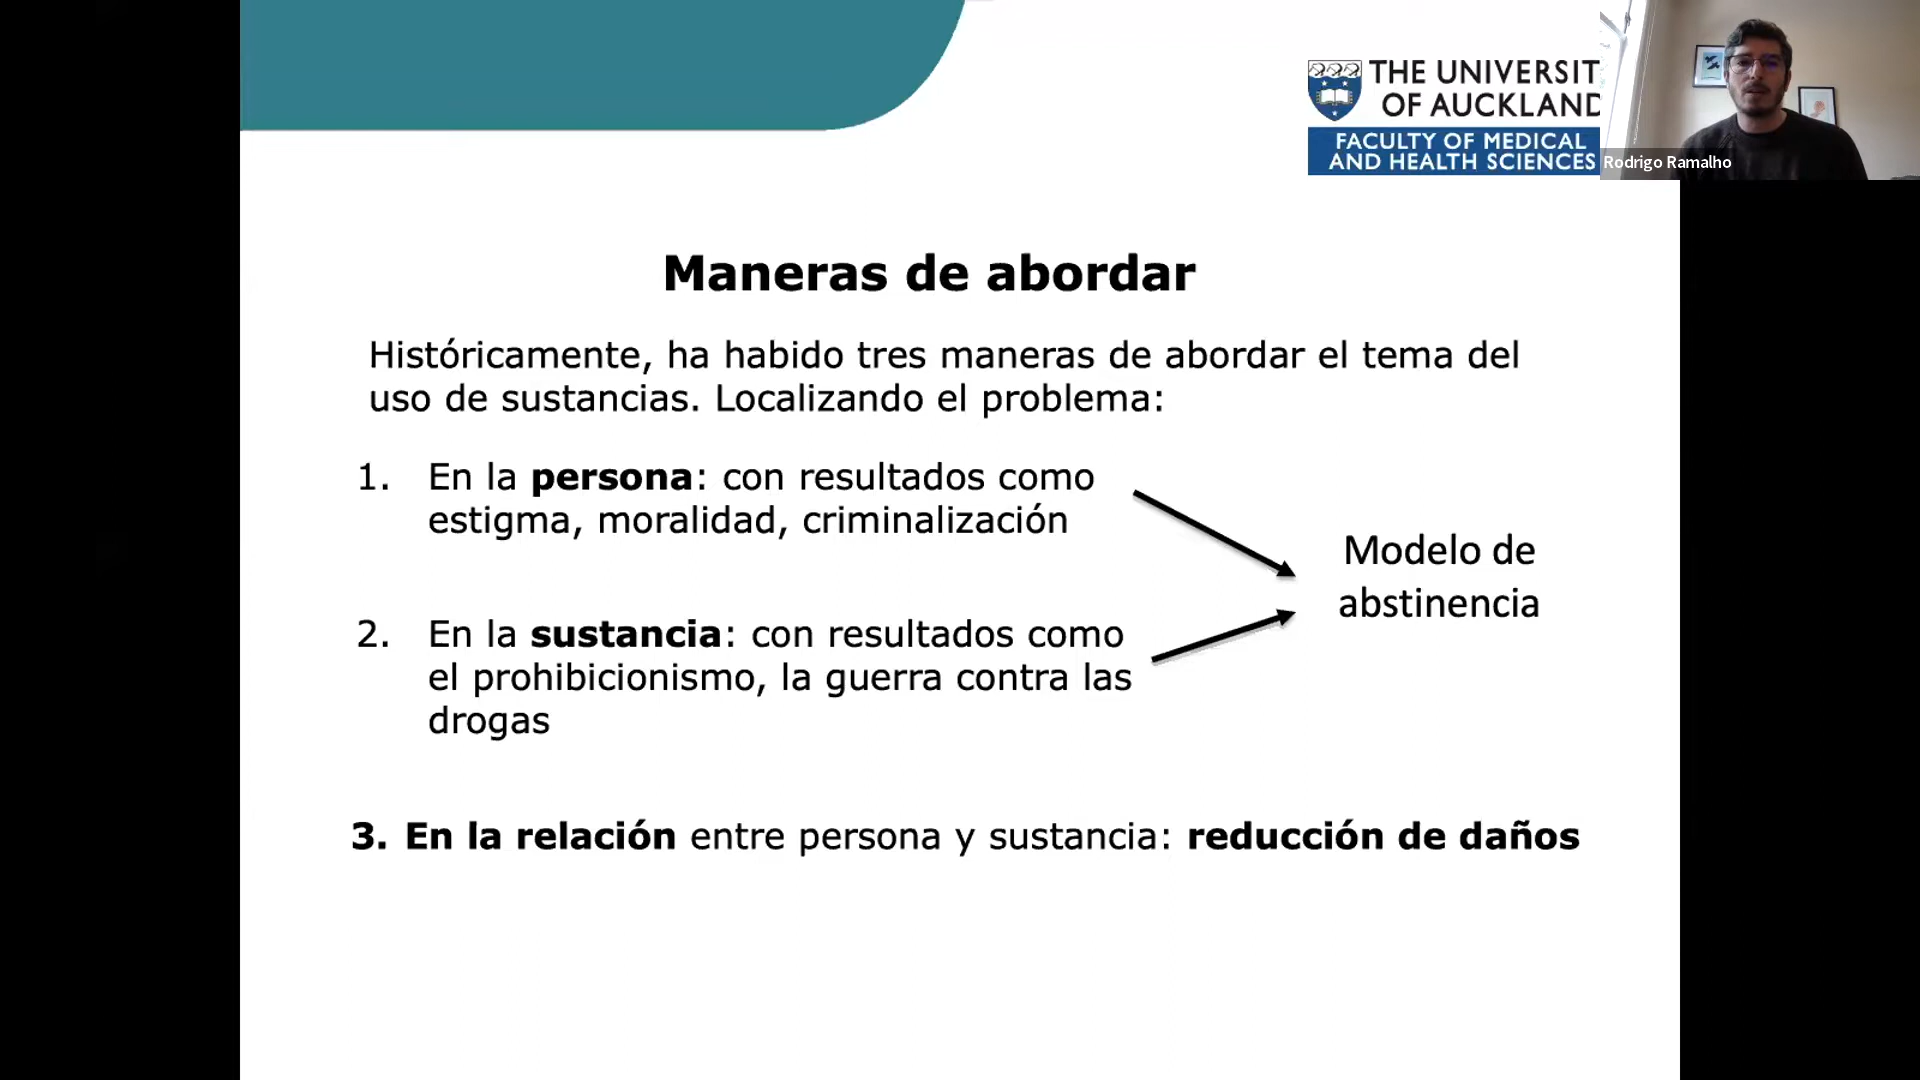 THE UNIVERSIT
OF AUCKLAND
FACULTY OF MEDICAL
AND HEALTH SCIENCES
Rodrigo Ramalho
Maneras de abordar
Históricamente, ha habido tres maneras de abordar el tema del
uso de sustancias. Localizando el problema:
1. En la persona: con resultados como
estigma, moralidad, criminalización
Modelo de
abstinencia
2. En la sustancia: con resultados como
el prohibicionismo, la guerra contra las
drogas
3. En la relación entre persona y sustancia: reducción de daños